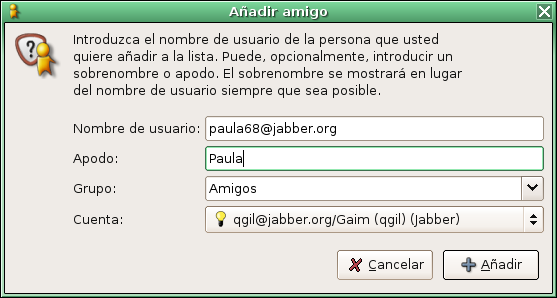 Añadir amigo
Introduzca el nombre de usuario de la persona que usted
quiere añadir a la lista. Puede, opcionalmente, introducir un
sobrenombre o apodo. El sobrenombre se mostrará en lugar
del nombre de usuario siempre que sea posible.
Nombre de usuario: paula68@jabber.org
Apodo: Paula
Grupo: Amigos
Cuenta: qgil@jabber.org/Gaim (qgil) (Jabber)
Cancelar Añadir